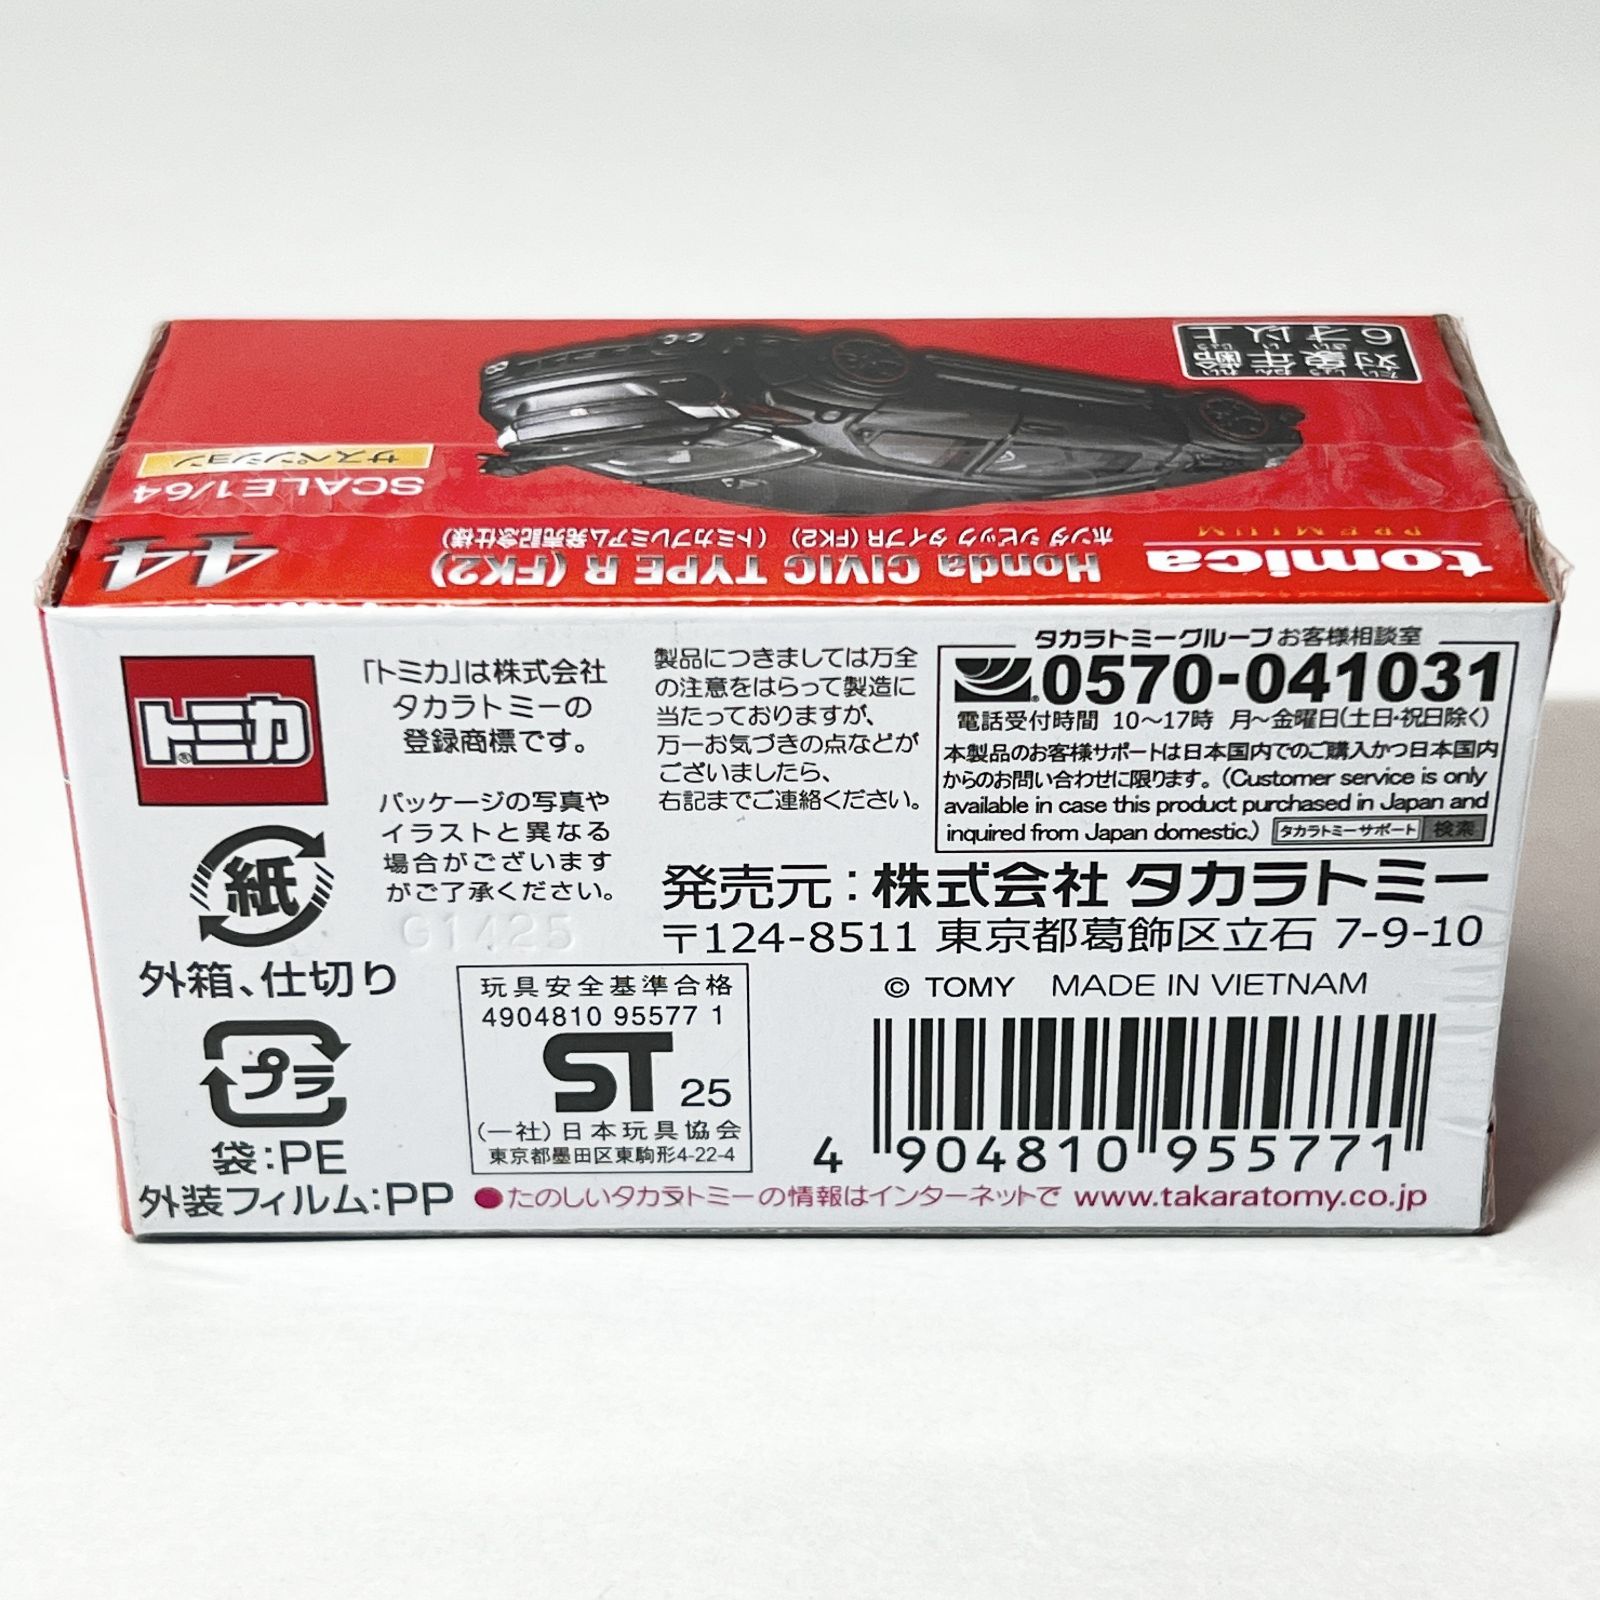 対象年齢
6才以上
サスペンション
SCALE 1/64
44
tomica
PREMIUM
ホンダ シビック タイプR (FK2) (トミカプレミアム発売記念仕様)
Honda CIVIC TYPE R (FK2)
トミカ
®
「トミカ」は株式会社
タカラトミーの
登録商標です。
パッケージの写真や
イラストと異なる
場合がございます
がご了承ください。
G1425
製品につきましては万全
の注意をはらって製造に
当たっておりますが、
万一お気づきの点などが
ございましたら、
右記までご連絡ください。
タカラトミーグループ お客様相談室
0570-041031
電話受付時間 10〜17時 月〜金曜日(土日・祝日除く)
本製品のお客様サポートは日本国内でのご購入かつ日本国内
からのお問い合わせに限ります。(Customer service is only
available in case this product purchased in Japan and
inquired from Japan domestic.) タカラトミーサポート 検索
発売元:株式会社 タカラトミー
〒124-8511 東京都葛飾区立石 7-9-10
© TOMY MADE IN VIETNAM
紙
外箱、仕切り
プラ
袋:PE
外装フィルム:PP
玩具安全基準合格
4904810 95577 1
ST 25
(一社)日本玩具協会
東京都墨田区東駒形4-22-4
4 904810 955771
●たのしいタカラトミーの情報はインターネットで www.takaratomy.co.jp